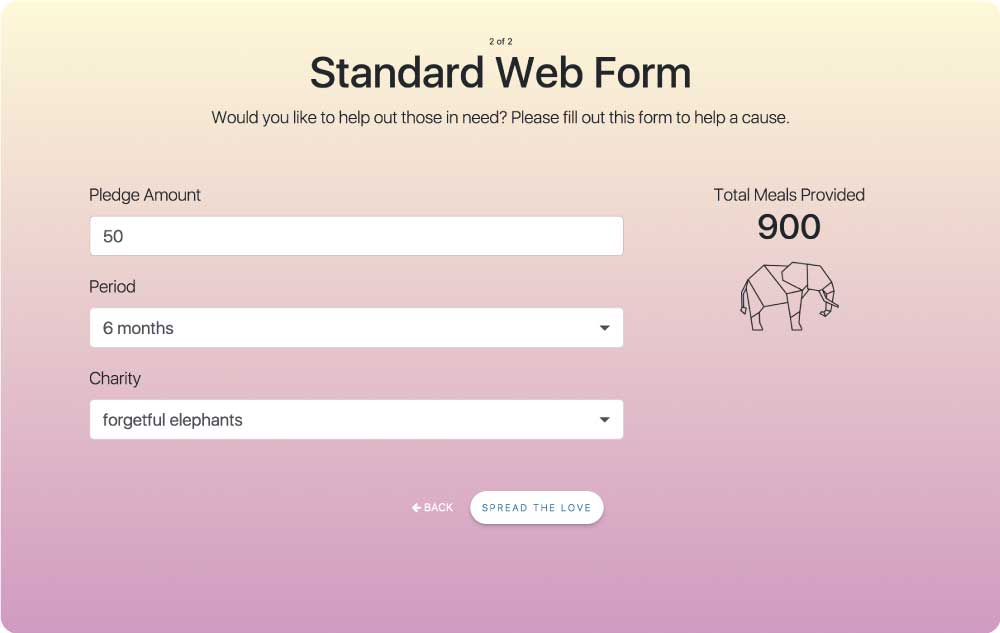 2 of 2
Standard Web Form
Would you like to help out those in need? Please fill out this form to help a cause.
Pledge Amount
50
Period
6 months
Charity
forgetful elephants
Total Meals Provided
900
BACK
SPREAD THE LOVE